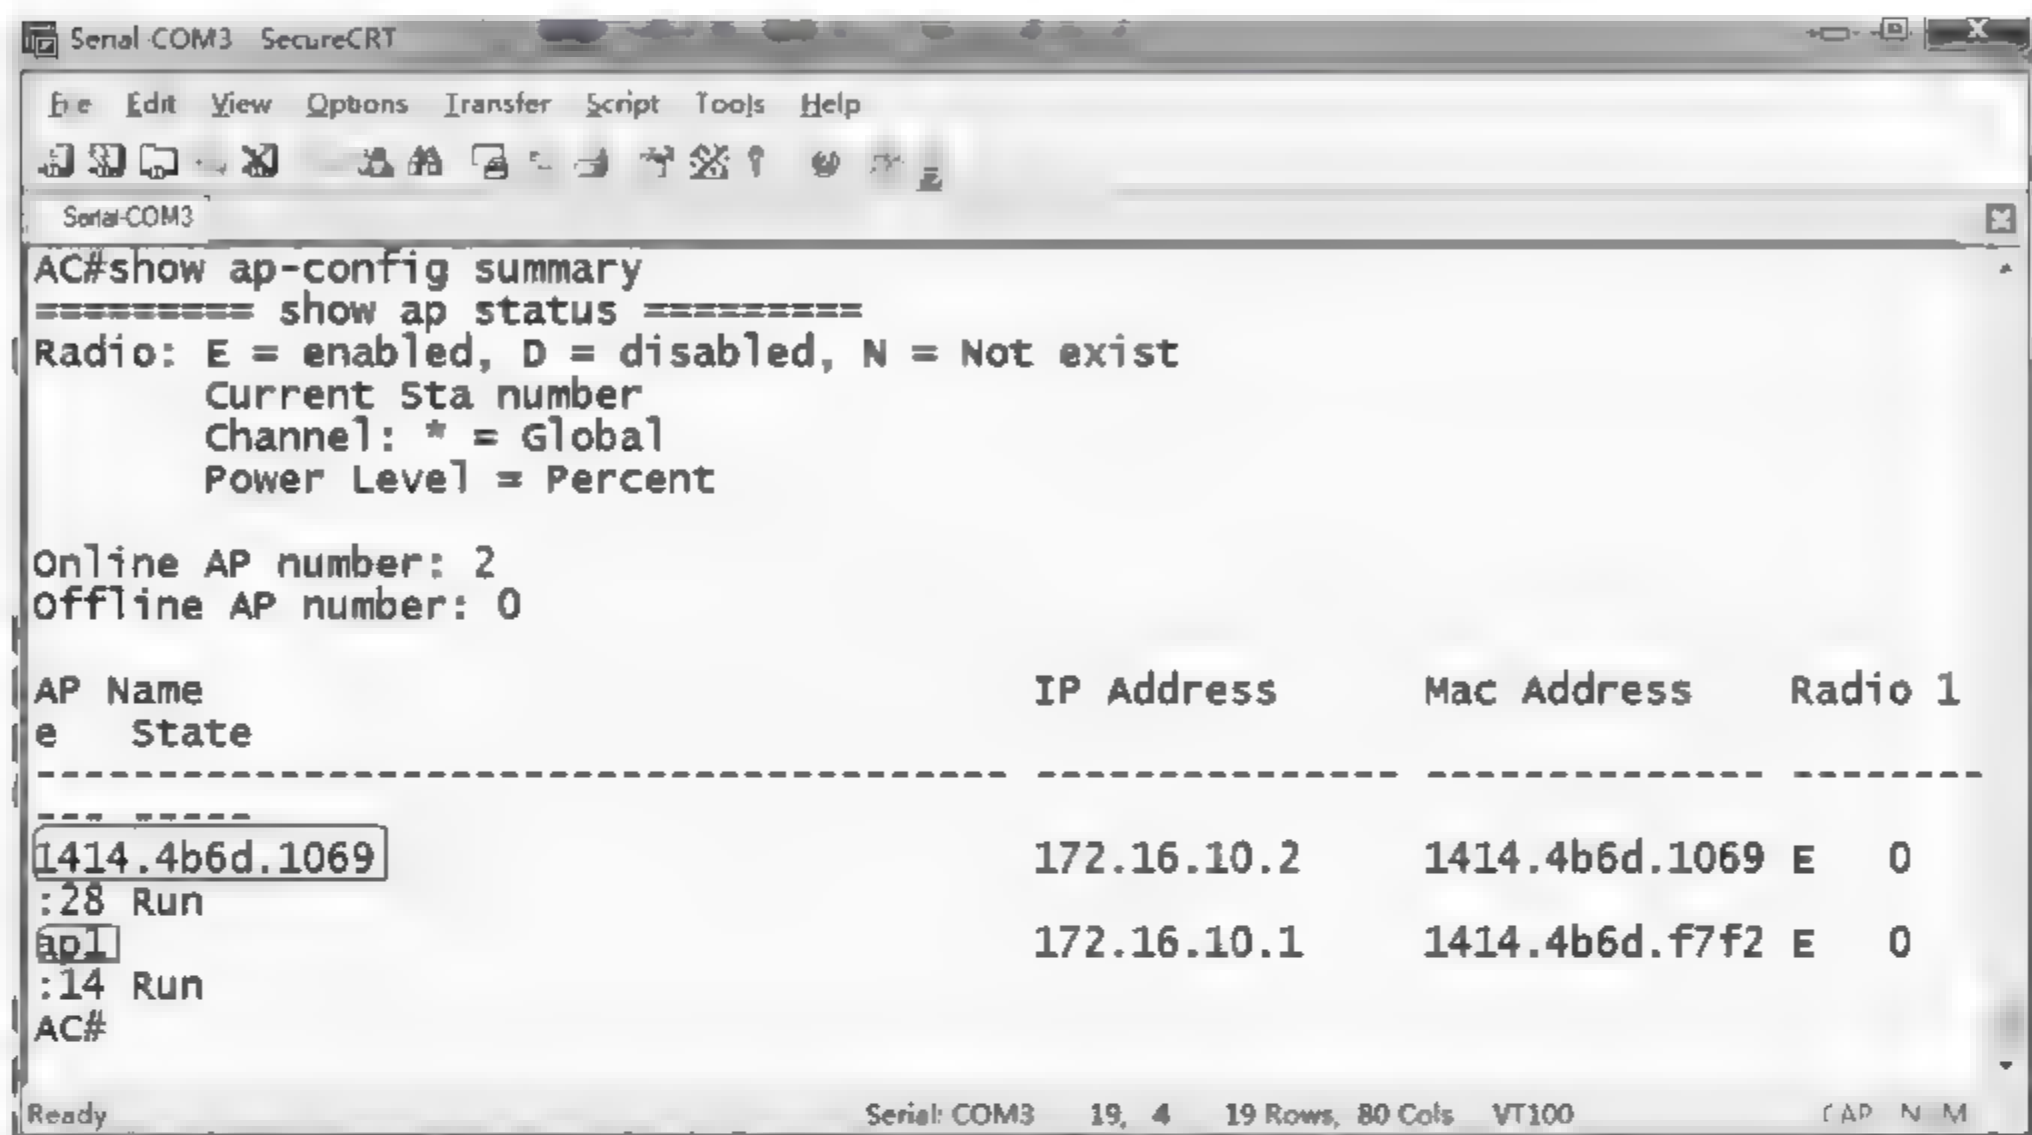 Serial-COM3 SecureCRT
File Edit View Options Transfer Script Tools Help
Serial-COM3
AC#show ap-config summary
========= show ap status =========
Radio: E = enabled, D = disabled, N = Not exist
Current Sta number
Channel: * = Global
Power Level = Percent
Online AP number: 2
Offline AP number: 0
AP Name IP Address Mac Address Radio 1
e State
---------------------------------------- --------------- -------------- --------
--- -----
1414.4b6d.1069 172.16.10.2 1414.4b6d.1069 E 0
:28 Run
ap1 172.16.10.1 1414.4b6d.f7f2 E 0
:14 Run
AC#
Ready Serial: COM3 19, 4 19 Rows, 80 Cols VT100 CAP N M